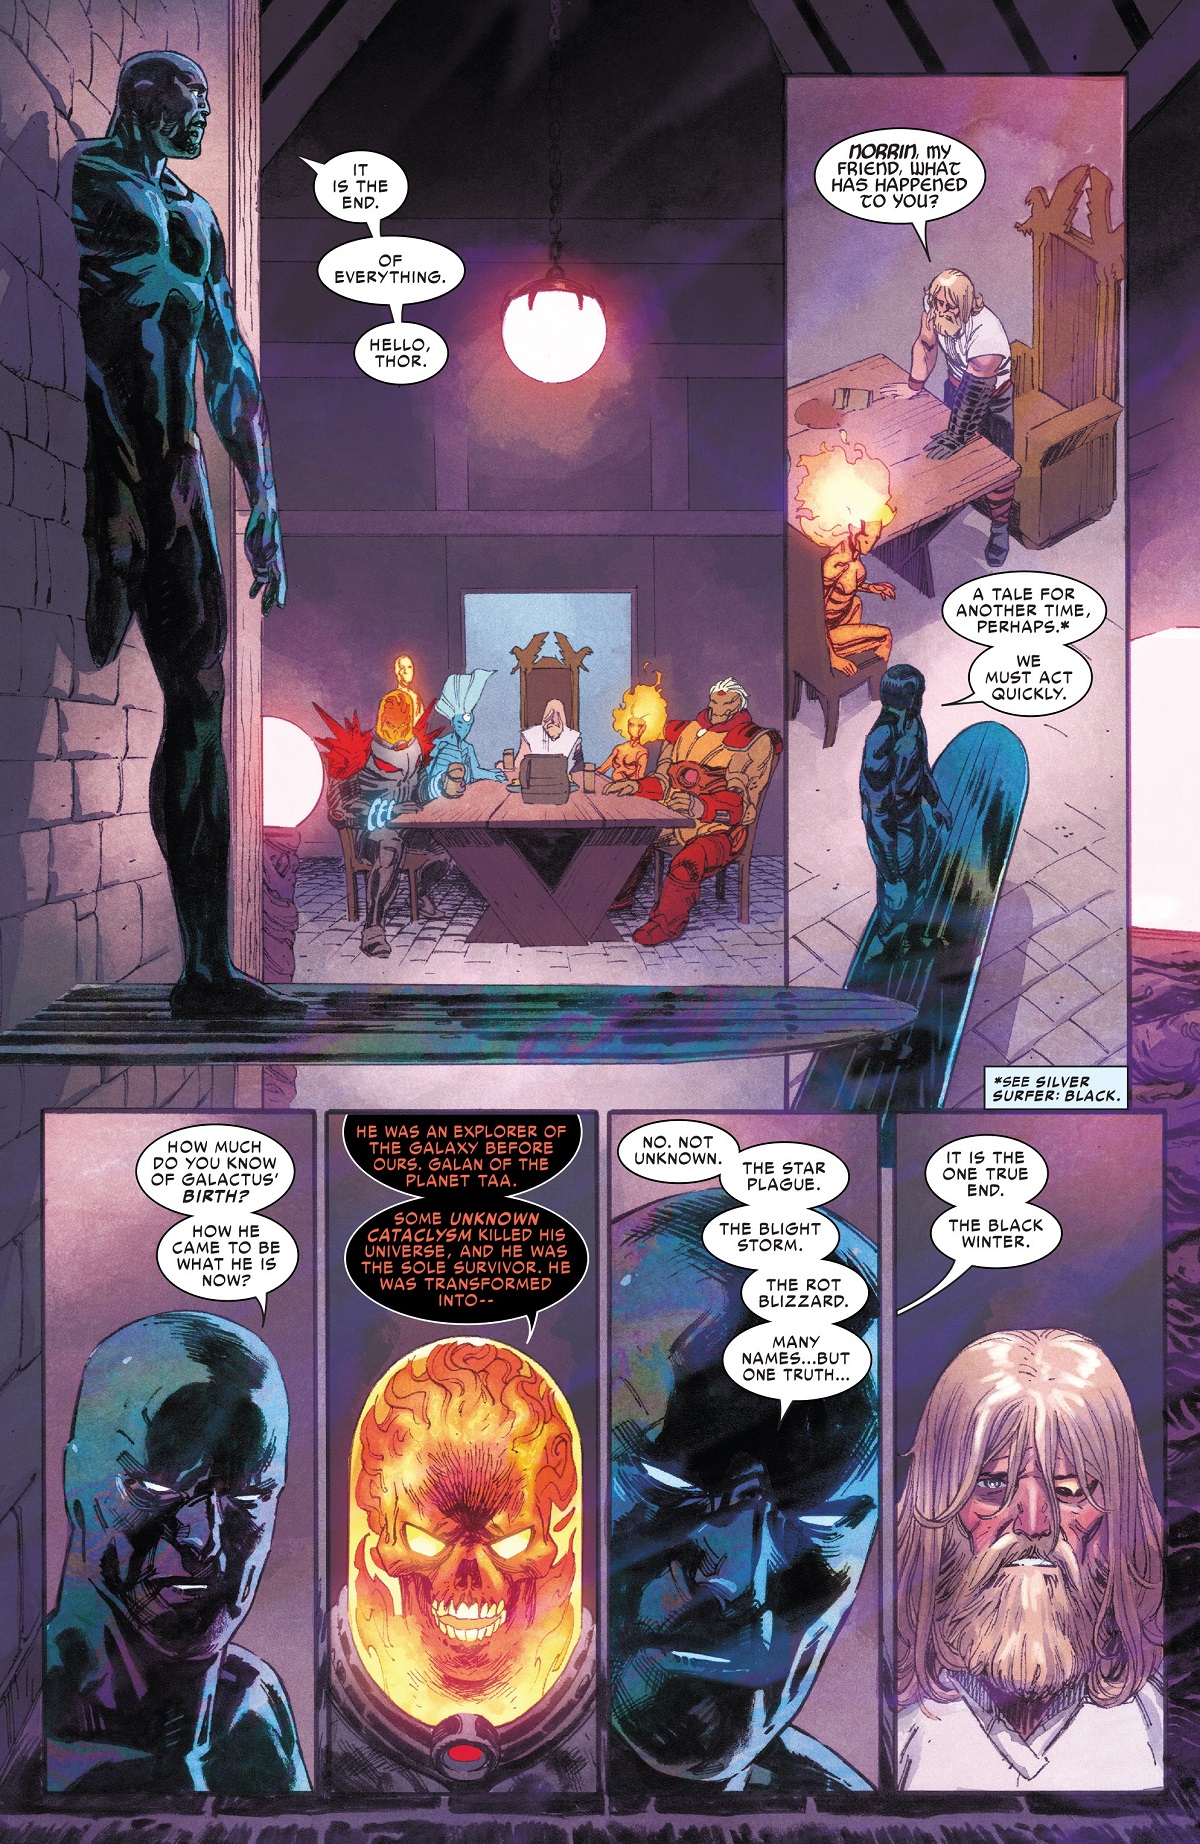 IT
IS THE
END.
OF
EVERYTHING.
HELLO,
THOR.
NORRIN, MY
FRIEND, WHAT
HAS HAPPENED
TO YOU?
A TALE FOR
ANOTHER TIME,
PERHAPS.*
WE
MUST ACT
QUICKLY.
*SEE SILVER
SURFER: BLACK.
HOW MUCH
DO YOU KNOW
OF GALACTUS'
BIRTH?
HOW HE
CAME TO BE
WHAT HE IS
NOW?
HE WAS AN EXPLORER OF
THE GALAXY BEFORE
OURS. GALAN OF THE
PLANET TAA.
SOME UNKNOWN
CATACLYSM KILLED HIS
UNIVERSE, AND HE WAS
THE SOLE SURVIVOR. HE
WAS TRANSFORMED
INTO--
NO. NOT
UNKNOWN.
THE STAR
PLAGUE.
THE BLIGHT
STORM.
THE ROT
BLIZZARD.
MANY
NAMES...BUT
ONE TRUTH...
IT IS THE
ONE TRUE
END.
THE BLACK
WINTER.